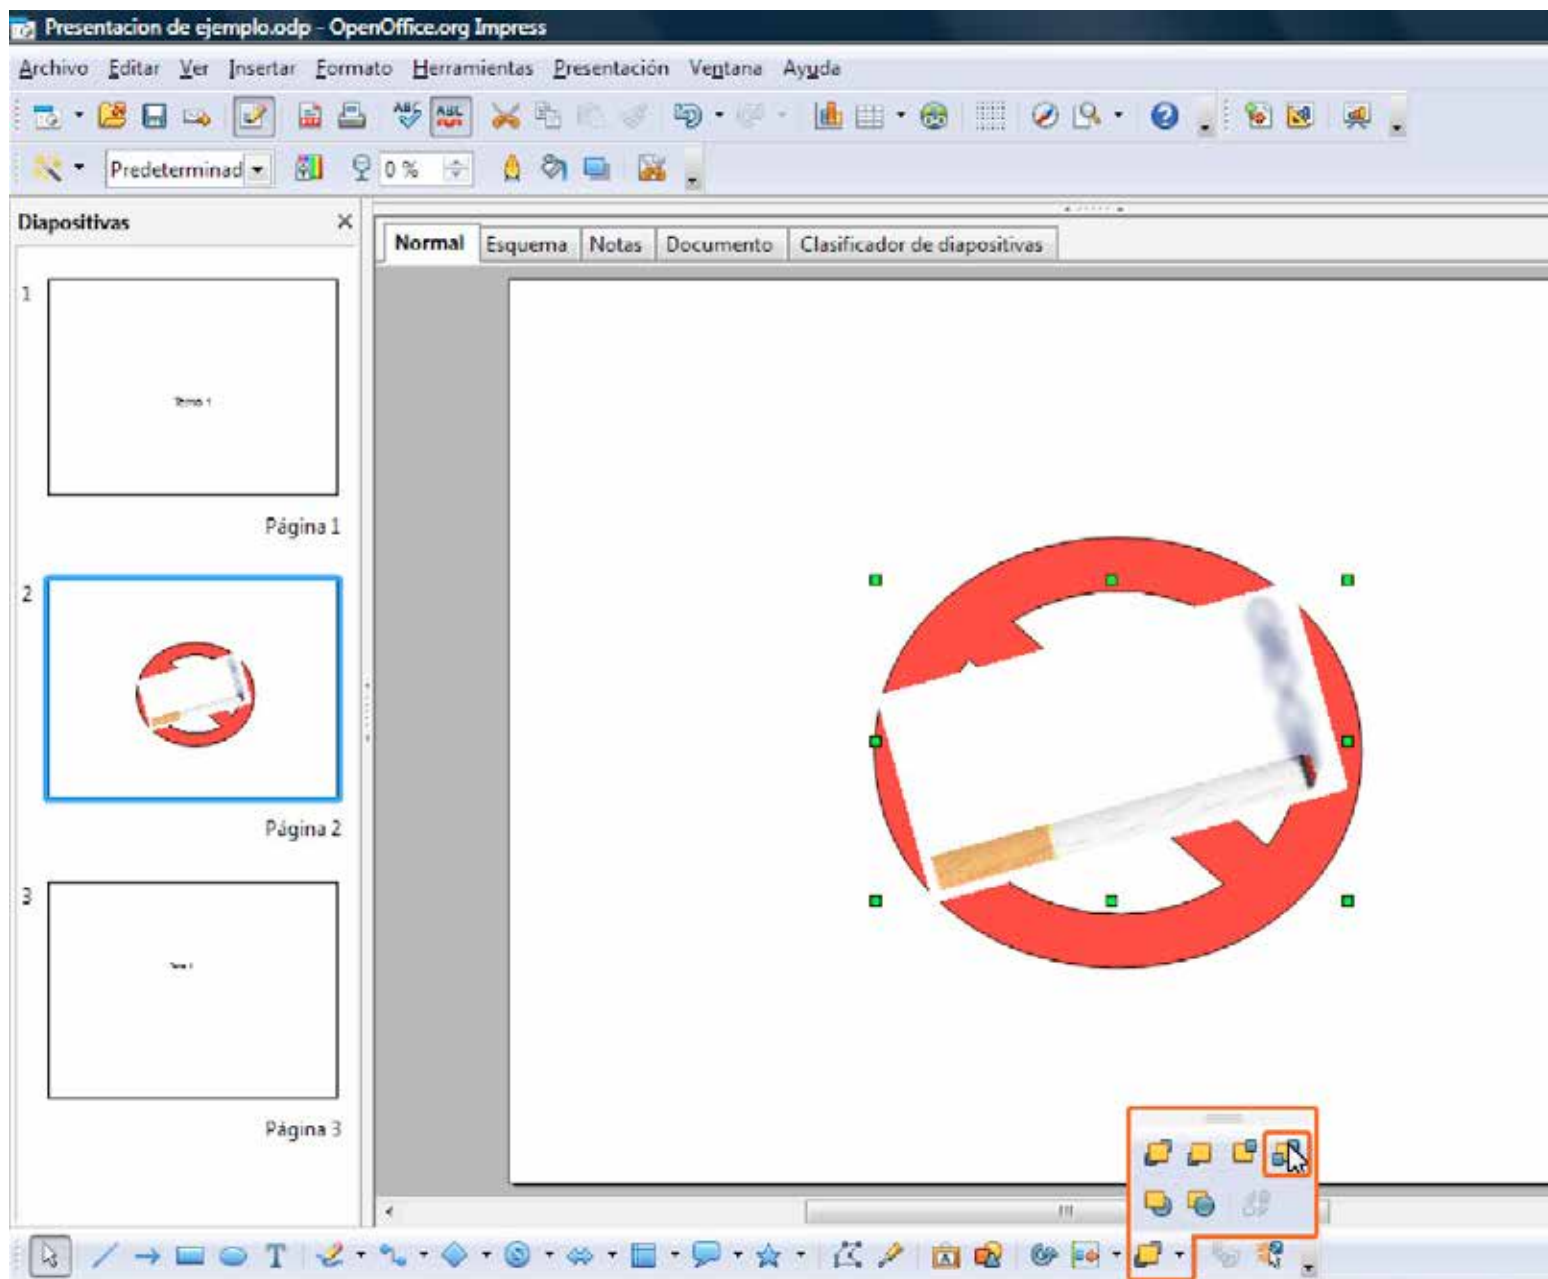 Presentacion de ejemplo.odp - OpenOffice.org Impress
Archivo Editar Ver Insertar Formato Herramientas Presentación Ventana Ayuda
Predeterminad 0 %
Diapositivas
Normal Esquema Notas Documento Clasificador de diapositivas
1
Página 1
2
Página 2
3
Página 3